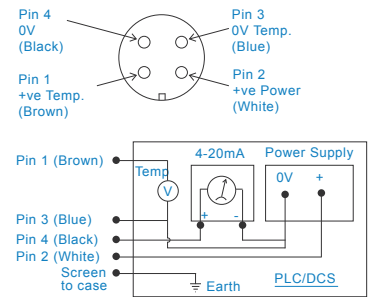 Pin 4
0V
(Black)
Pin 3
0V Temp.
(Blue)
Pin 1
+ve Temp.
(Brown)
Pin 2
+ve Power
(White)
Pin 1 (Brown)
Temp
V
4-20mA
+ -
Power Supply
0V +
Pin 3 (Blue)
Pin 4 (Black)
Pin 2 (White)
Screen
to case
Earth
PLC/DCS